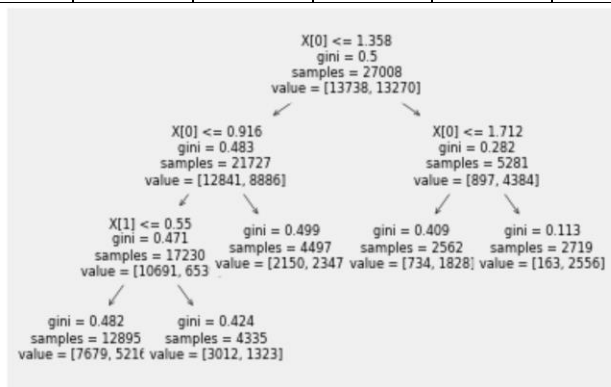 X[0] <= 1.358
gini = 0.5
samples = 27008
value = [13738, 13270]
X[0] <= 0.916
gini = 0.483
samples = 21727
value = [12841, 8886]
X[0] <= 1.712
gini = 0.282
samples = 5281
value = [897, 4384]
X[1] <= 0.55
gini = 0.471
samples = 17230
value = [10691, 653
gini = 0.499
samples = 4497
value = [2150, 2347
gini = 0.409
samples = 2562
value = [734, 1828]
gini = 0.113
samples = 2719
value = [163, 2556]
gini = 0.482
samples = 12895
value = [7679,
gini = 0.424
samples = 4335
value = [3012, 1323]